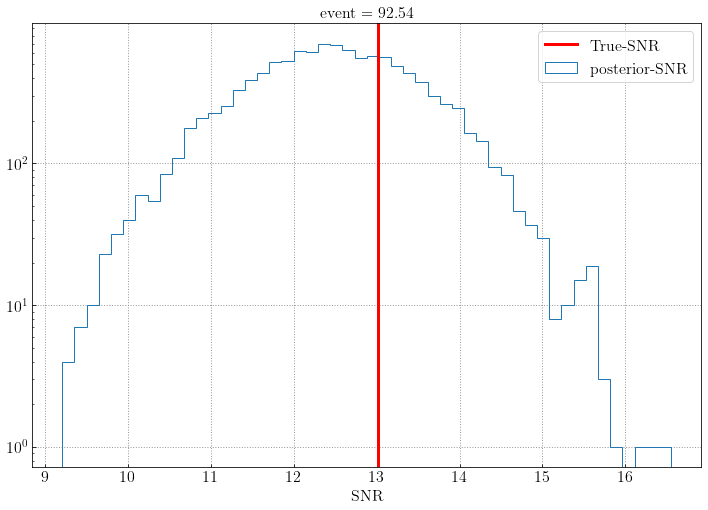 event = 92.54
True-SNR
posterior-SNR
10²
10¹
10⁰
9 10 11 12 13 14 15 16
SNR